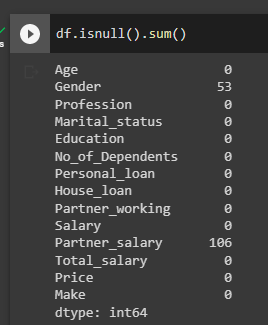 df.isnull().sum()
s
Age 0
Gender 53
Profession 0
Marital_status 0
Education 0
No_of_Dependents 0
Personal_loan 0
House_loan 0
Partner_working 0
Salary 0
Partner_salary 106
Total_salary 0
Price 0
Make 0
dtype: int64